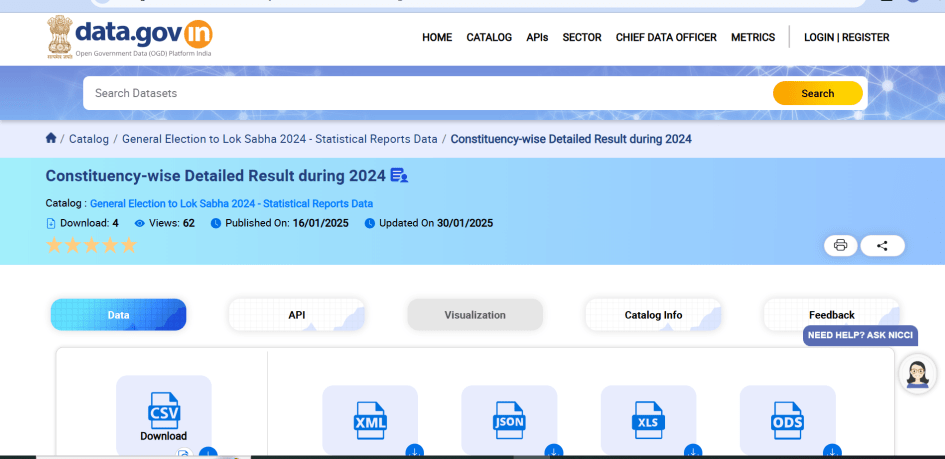 data.gov in
Open Government Data (OGD) Platform India
HOME CATALOG APIs SECTOR CHIEF DATA OFFICER METRICS LOGIN | REGISTER
Search Datasets Search
/ Catalog / General Election to Lok Sabha 2024 - Statistical Reports Data / Constituency-wise Detailed Result during 2024
Constituency-wise Detailed Result during 2024
Catalog : General Election to Lok Sabha 2024 - Statistical Reports Data
Download: 4 Views: 62 Published On: 16/01/2025 Updated On 30/01/2025
Data API Visualization Catalog Info Feedback
NEED HELP? ASK NICCI
CSV XML JSON XLS ODS
Download